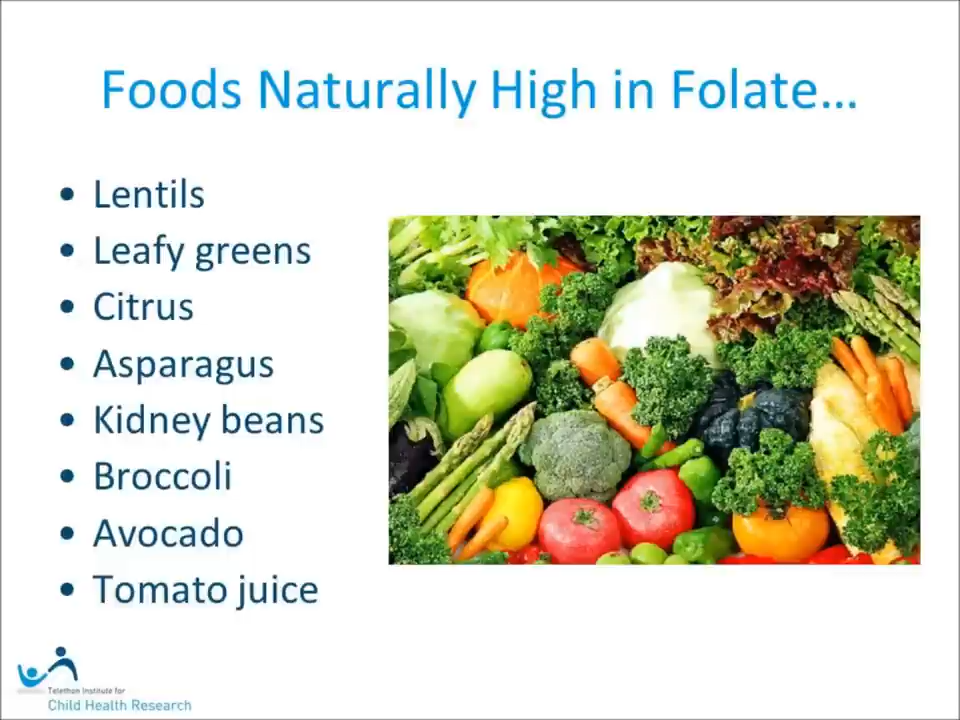 Foods Naturally High in Folate...
• Lentils
• Leafy greens
• Citrus
• Asparagus
• Kidney beans
• Broccoli
• Avocado
• Tomato juice
Telethon Institute for
Child Health Research